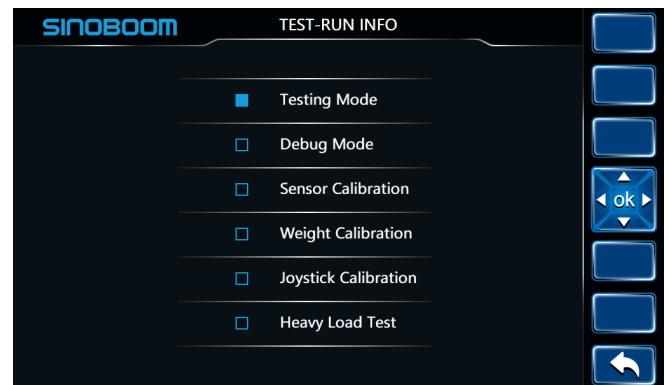 SINOBOOM
TEST-RUN INFO
Testing Mode
Debug Mode
Sensor Calibration
Weight Calibration
ok
Joystick Calibration
Heavy Load Test